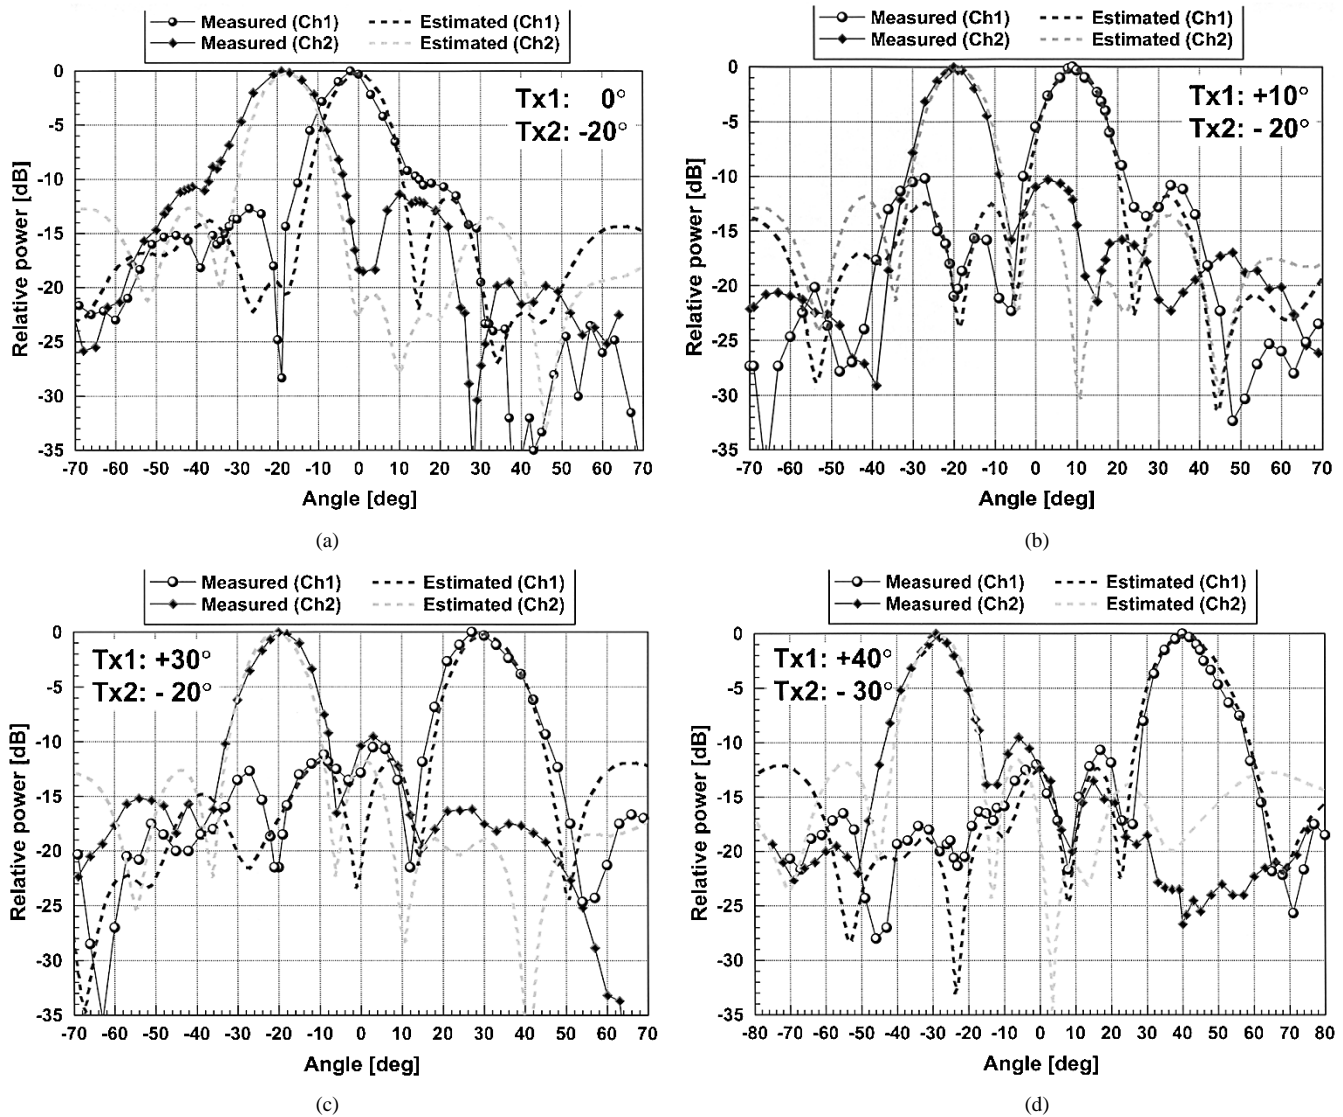 Measured (Ch1) Estimated (Ch1)
Measured (Ch2) Estimated (Ch2)
Tx1: 0°
Tx2: -20°
Relative power [dB]
0
-5
-10
-15
-20
-25
-30
-35
-70 -60 -50 -40 -30 -20 -10 0 10 20 30 40 50 60 70
Angle [deg]
(a)
Measured (Ch1) Estimated (Ch1)
Measured (Ch2) Estimated (Ch2)
Tx1: +10°
Tx2: - 20°
Relative power [dB]
0
-5
-10
-15
-20
-25
-30
-35
-70 -60 -50 -40 -30 -20 -10 0 10 20 30 40 50 60 70
Angle [deg]
(b)
Measured (Ch1) Estimated (Ch1)
Measured (Ch2) Estimated (Ch2)
Tx1: +30°
Tx2: - 20°
Relative power [dB]
0
-5
-10
-15
-20
-25
-30
-35
-70 -60 -50 -40 -30 -20 -10 0 10 20 30 40 50 60 70
Angle [deg]
(c)
Measured (Ch1) Estimated (Ch1)
Measured (Ch2) Estimated (Ch2)
Tx1: +40°
Tx2: - 30°
Relative power [dB]
0
-5
-10
-15
-20
-25
-30
-35
-80 -70 -60 -50 -40 -30 -20 -10 0 10 20 30 40 50 60 70 80
Angle [deg]
(d)